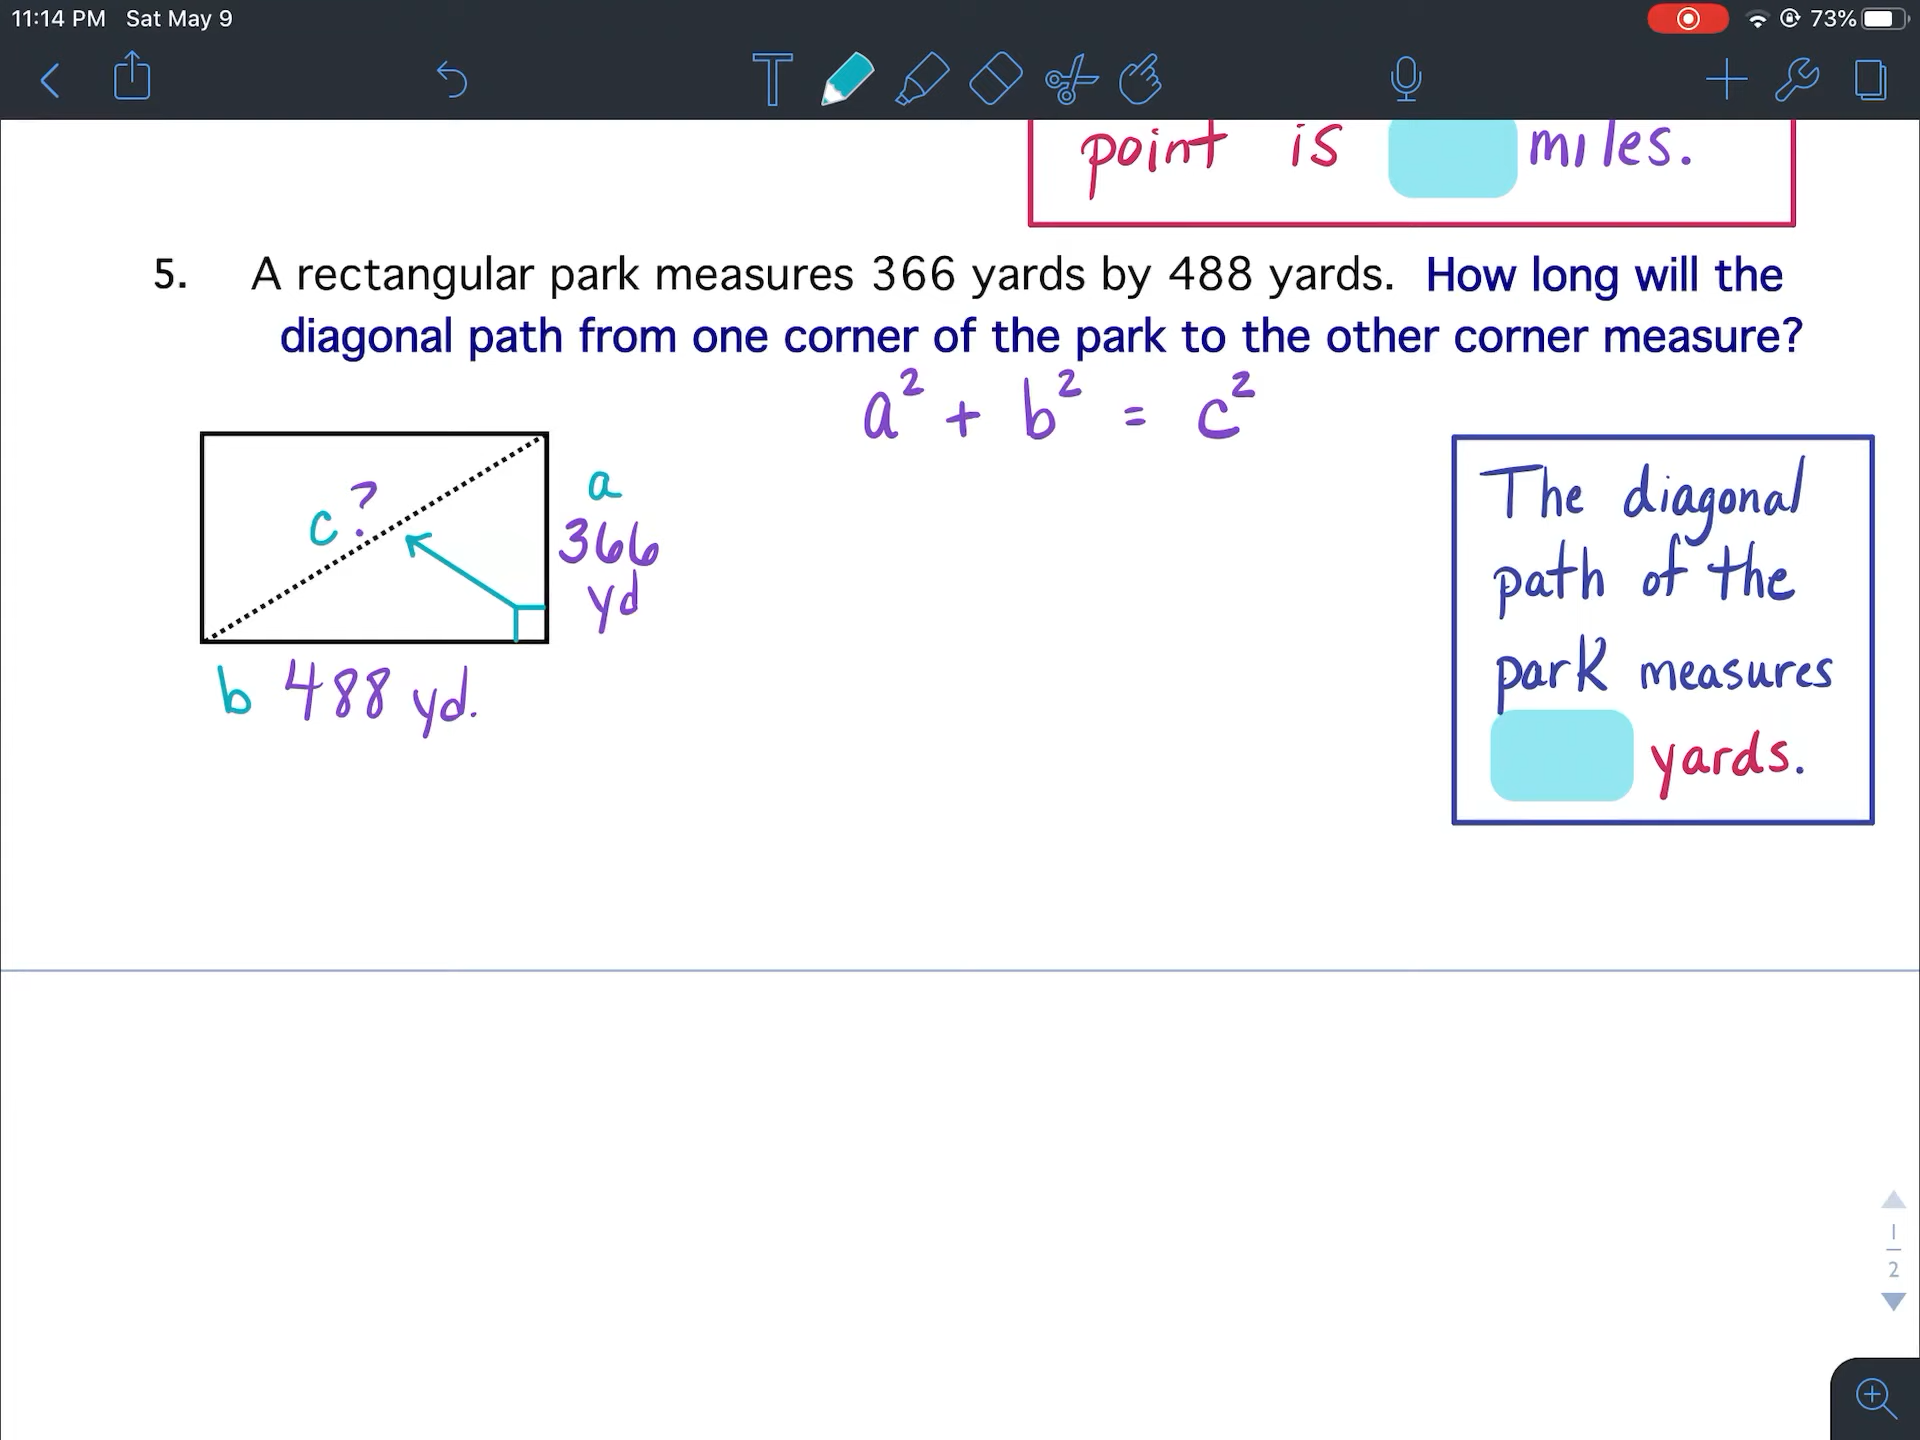 11:14 PM Sat May 9
73%
T
point is miles.
5. A rectangular park measures 366 yards by 488 yards. How long will the
diagonal path from one corner of the park to the other corner measure?
a² + b² = c²
c ?
a
366
yd
b 488 yd.
The diagonal
path of the
park measures
yards.
1
2